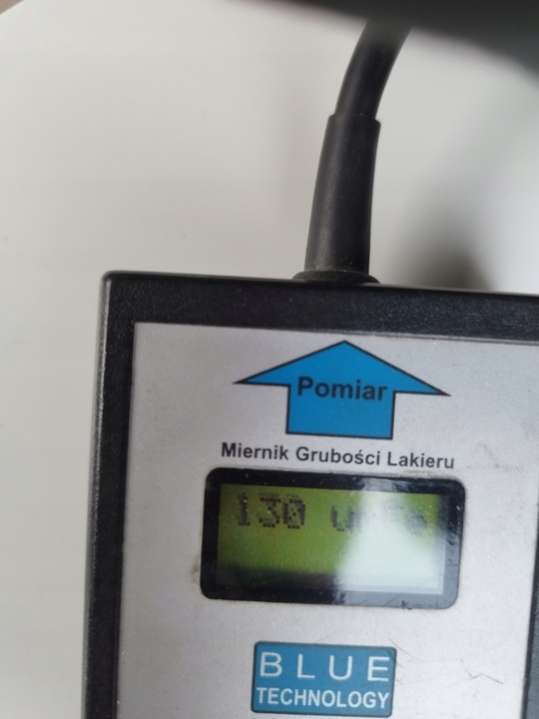 Pomiar
Miernik Grubości Lakieru
130
BLUE
TECHNOLOGY